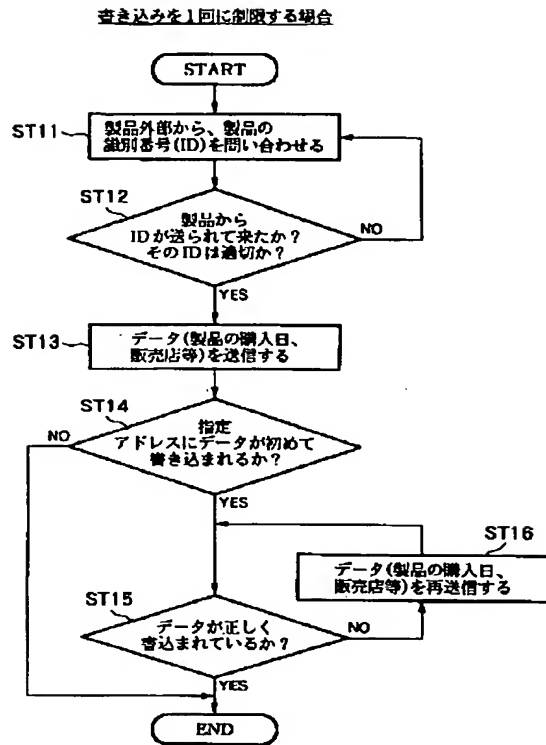 書き込みを1回に制限する場合
START
ST11
製品外部から、製品の
識別番号(ID)を問い合わせる
ST12
製品から
IDが送られて来たか？
そのIDは適切か？
NO
YES
ST13
データ(製品の購入日、
販売店等)を送信する
ST14
指定
アドレスにデータが初めて
書き込まれるか？
NO
YES
ST16
データ(製品の購入日、
販売店等)を再送信する
ST15
データが正しく
書込まれているか？
NO
YES
END